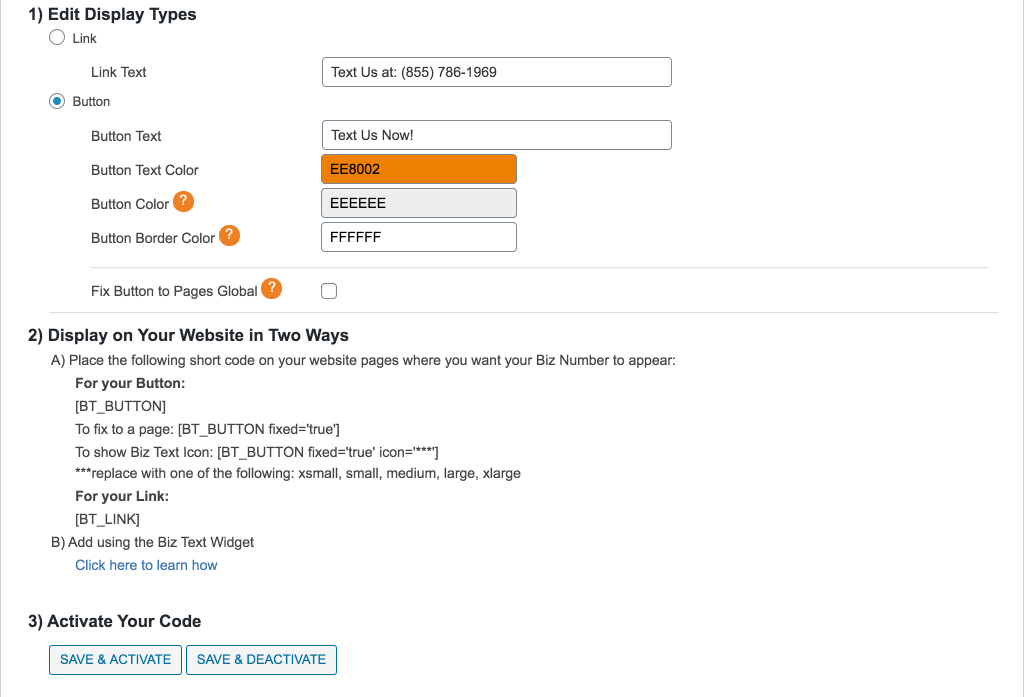 1) Edit Display Types
Link
Link Text
Text Us at: (855) 786-1969
Button
Button Text
Text Us Now!
Button Text Color
EE8002
Button Color ?
EEEEEE
Button Border Color ?
FFFFFF
Fix Button to Pages Global ?
2) Display on Your Website in Two Ways
A) Place the following short code on your website pages where you want your Biz Number to appear:
For your Button:
[BT_BUTTON]
To fix to a page: [BT_BUTTON fixed='true']
To show Biz Text Icon: [BT_BUTTON fixed='true' icon='***']
***replace with one of the following: xsmall, small, medium, large, xlarge
For your Link:
[BT_LINK]
B) Add using the Biz Text Widget
Click here to learn how
3) Activate Your Code
SAVE & ACTIVATE
SAVE & DEACTIVATE